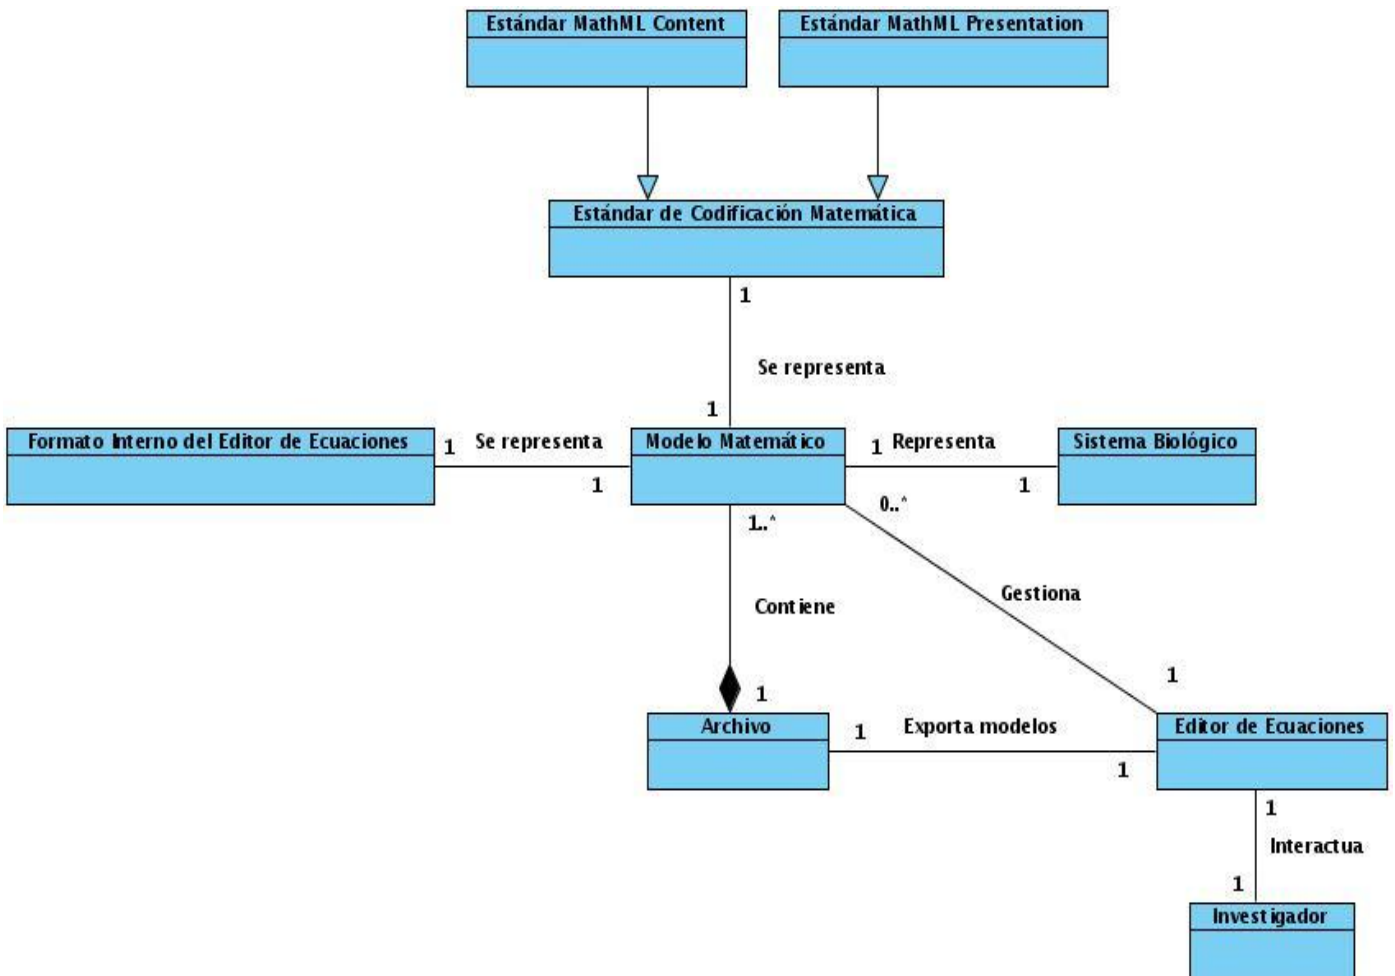 Estándar MathML Content
Estándar MathML Presentation
Estándar de Codificación Matemática
1
Se representa
1
Formato Interno del Editor de Ecuaciones
1
Se representa
1
Modelo Matemático
1
Representa
1
Sistema Biológico
1..*
0..*
Contiene
Gestiona
1
1
Archivo
1
Exporta modelos
1
Editor de Ecuaciones
1
Interactua
1
Investigador